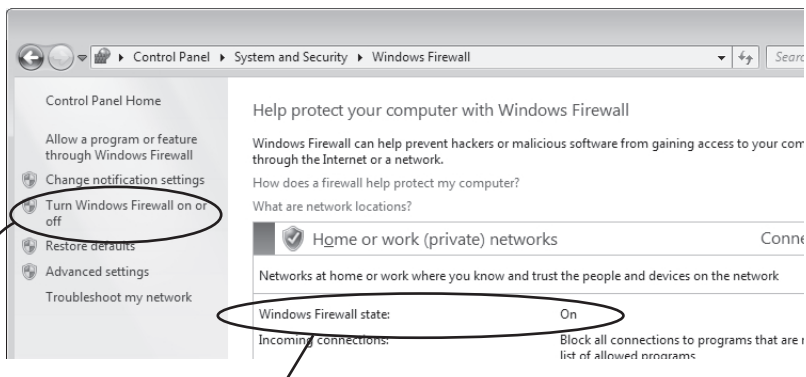 Control Panel ▸ System and Security ▸ Windows Firewall
Control Panel Home
Allow a program or feature
through Windows Firewall
Change notification settings
Turn Windows Firewall on or
off
Restore defaults
Advanced settings
Troubleshoot my network
Help protect your computer with Windows Firewall
Windows Firewall can help prevent hackers or malicious software from gaining access to your
through the Internet or a network.
How does a firewall help protect my computer?
What are network locations?
Home or work (private) networks
Networks at home or work where you know and trust the people and devices on the network
Windows Firewall state: On
Incoming connections: Block all connections to programs that are
list of allowed programs